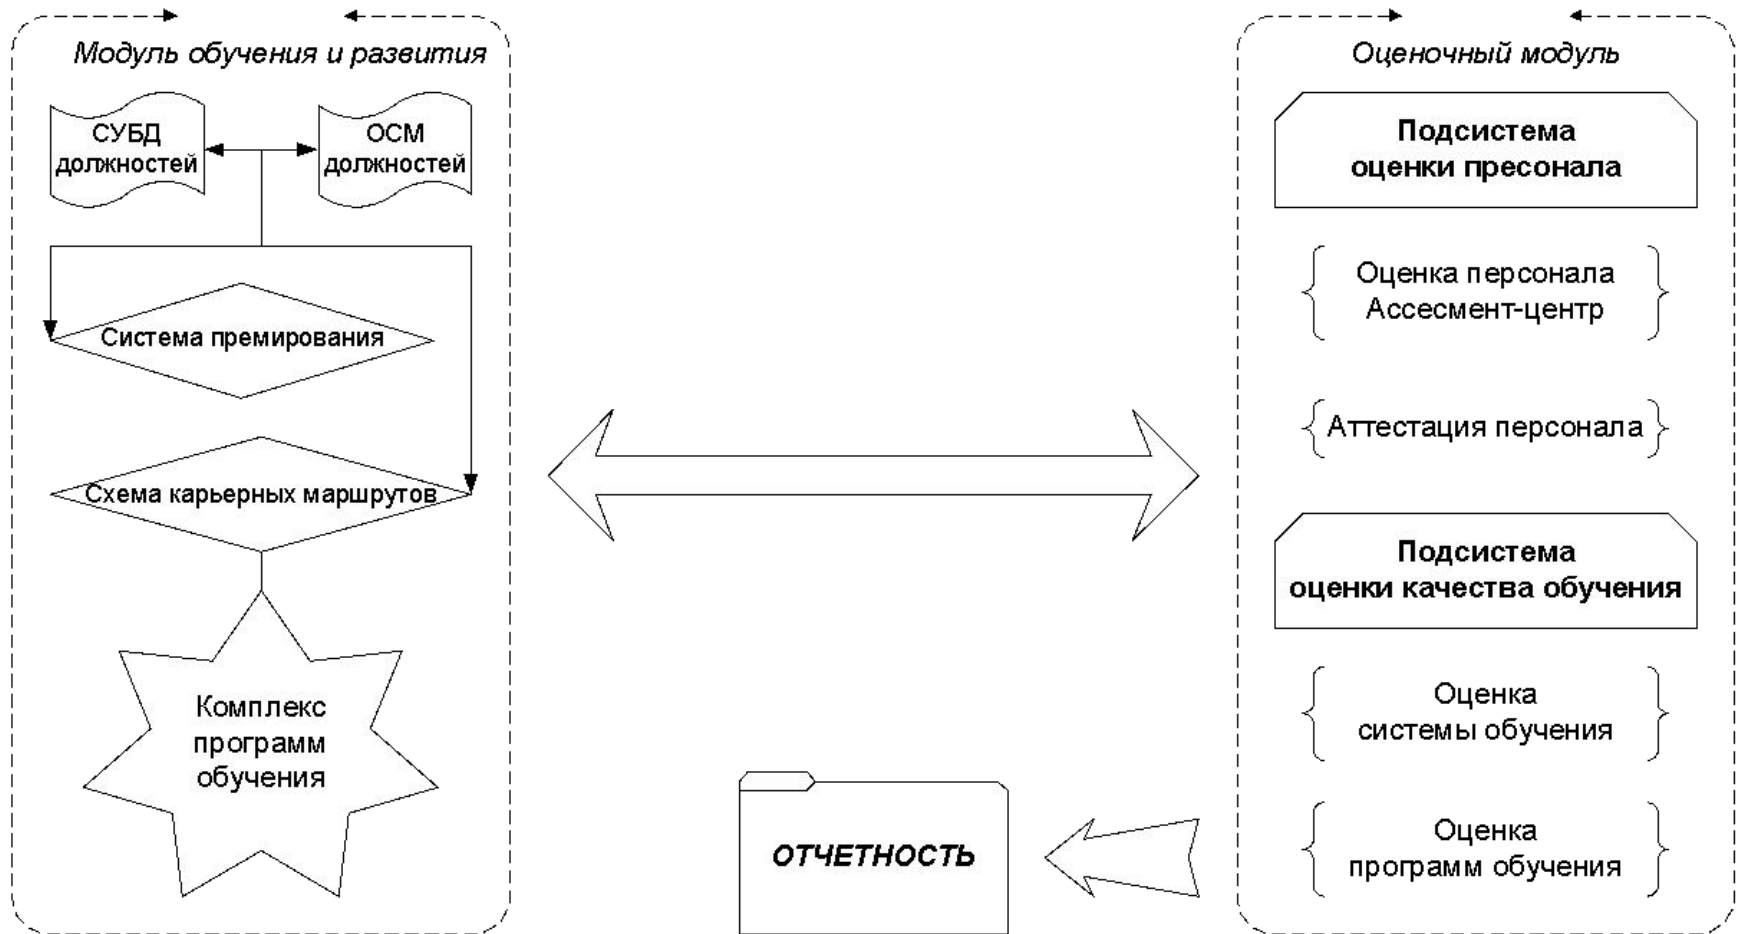 Модуль обучения и развития
СУБД
должностей
ОСМ
должностей
Система премирования
Схема карьерных маршрутов
Комплекс
программ
обучения
ОТЧЕТНОСТЬ
Оценочный модуль
Подсистема
оценки пресонала
Оценка персонала
Ассесмент-центр
Аттестация персонала
Подсистема
оценки качества обучения
Оценка
системы обучения
Оценка
программ обучения